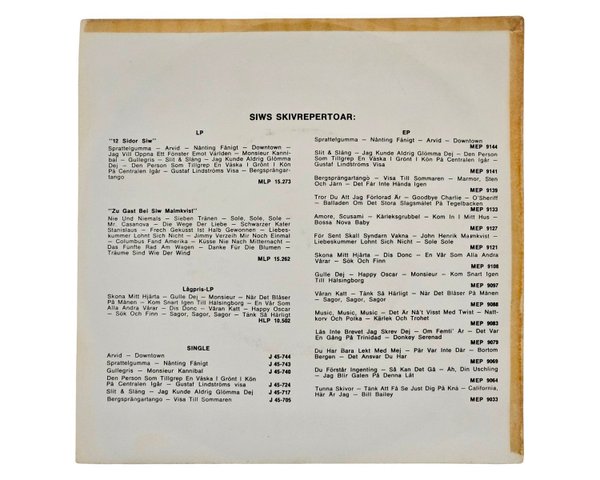 SIWS SKIVREPERTOAR:
LP
"12 Sidor Siw"
Sprattelgumma – Arvid – Nånting Fånigt – Downtown –
Jag Vill Öppna Ett Fönster Emot Världen – Monsieur Kanni-
bal – Gullegris – Slit & Släng – Jag Kunde Aldrig Glömma
Dej – Den Person Som Tillgrep En Väska I Grönt I Kön
På Centralen Igår – Gustaf Lindströms Visa – Bergspräng-
artango
MLP 15.273
"Zu Gast Bei Siw Malmkvist"
Nie Und Niemals – Sieben Tränen – Sole, Sole, Sole –
Mr. Casanova – Die Wege Der Liebe – Schwarzer Kater
Stanislaus – Frech Geküsst Ist Halb Gewonnen – Liebes-
kummer Lohnt Sich Nicht – Jimmy Verzeih Mir Noch Einmal
– Columbus Fand Amerika – Küsse Nie Nach Mitternacht –
Das Fünfte Rad Am Wagen – Danke Für Die Blumen –
Träume Sind Wie Der Wind
MLP 15.262
Lågpris-LP
Skona Mitt Hjärta – Gulle Dej – Monsieur – När Det Blåser
På Månen – Kom Snart Igen Till Hälsingborg – En Vår Som
Alla Andra Vårar – Dis Donc – Våran Katt – Happy Oscar
– Sök Och Finn – Sagor, Sagor, Sagor – Tänk Så Härligt
HLP 10.502
SINGLE
Arvid – Downtown J 45-744
Sprattelgumma – Nånting Fånigt J 45-743
Gullegris – Monsieur Kannibal J 45-740
Den Person Som Tillgrep En Väska I Grönt I Kön
På Centralen Igår – Gustaf Lindströms visa J 45-724
Slit & Släng – Jag Kunde Aldrig Glömma Dej J 45-717
Bergsprängartango – Visa Till Sommaren J 45-705
EP
Sprattelgumma – Nånting Fånigt – Arvid – Downtown
MEP 9144
Slit & Släng – Jag Kunde Aldrig Glömma Dej – Den Person
Som Tillgrep En Väska I Grönt I Kön På Centralen Igår –
Gustaf Lindströms Visa
MEP 9141
Bergsprängartango – Visa Till Sommaren – Marmor, Sten
Och Järn – Det Får Inte Hända Igen
MEP 9139
Tror Du Att Jag Förlorad Är – Goodbye Charlie – O'Sheriff
– Balladen Om Det Stora Slagsmålet På Tegelbacken
MEP 9133
Amore, Scusami – Kärleksgrubbel – Kom In I Mitt Hus –
Bossa Nova Baby
MEP 9127
För Sent Skall Syndarn Vakna – John Henrik Malmkvist –
Liebeskummer Lohnt Sich Nicht – Sole Sole
MEP 9121
Skona Mitt Hjärta – Dis Donc – En Vår Som Alla Andra
Vårar – Sök Och Finn
MEP 9108
Gulle Dej – Happy Oscar – Monsieur – Kom Snart Igen
Till Hälsingborg
MEP 9097
Våran Katt – Tänk Så Härligt – När Det Blåser På Månen
– Sagor, Sagor, Sagor
MEP 9088
Music, Music, Music – Det Är Nå't Visst Med Twist – Natt-
korv Och Polka – Kärlek Och Trohet
MEP 9083
Läs Inte Brevet Jag Skrev Dej – Om Femti' År – Det Var
En Gång På Trinidad – Donkey Serenad
MEP 9079
Du Har Bara Lekt Med Mej – Pår Var Inte Där – Bortom
Bergen – Det Ansvar Du Har
MEP 9069
Du Förstår Ingenting – Så Kan Det Gå – Äh, Din Uschling
– Jag Blir Galen På Denna Låt
MEP 9064
Tunna Skivor – Tänk Att Få Se Just Dig På Knä – California,
Här Är Jag – Bill Bailey
MEP 9033